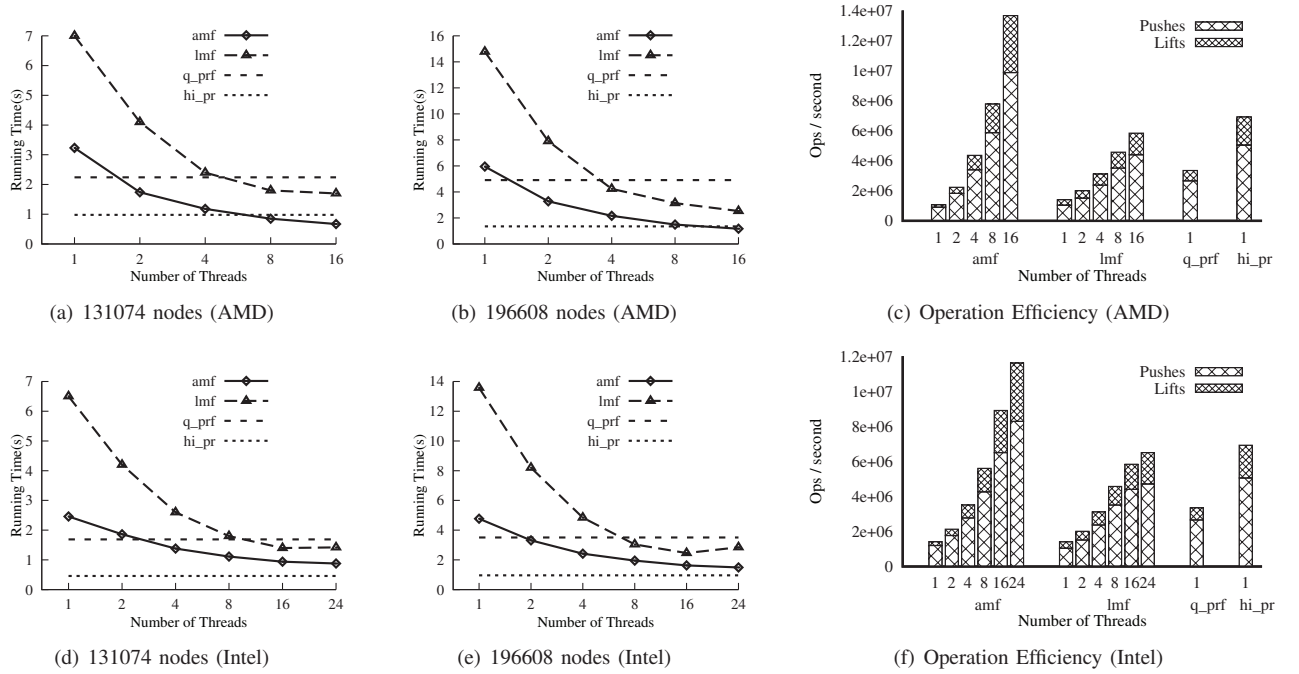 7
6
5
4
3
2
1
0
Running Time(s)
1 2 4 8 16
Number of Threads
amf
lmf
q_prf
hi_pr
(a) 131074 nodes (AMD)
16
14
12
10
8
6
4
2
0
Running Time(s)
1 2 4 8 16
Number of Threads
amf
lmf
q_prf
hi_pr
(b) 196608 nodes (AMD)
1.4e+07
1.2e+07
1e+07
8e+06
6e+06
4e+06
2e+06
0
Ops / second
Pushes
Lifts
1 2 4 8 16 1 2 4 8 16 1 1
amf lmf q_prf hi_pr
Number of Threads
(c) Operation Efficiency (AMD)
7
6
5
4
3
2
1
0
Running Time(s)
1 2 4 8 16 24
Number of Threads
amf
lmf
q_prf
hi_pr
(d) 131074 nodes (Intel)
14
12
10
8
6
4
2
0
Running Time(s)
1 2 4 8 16 24
Number of Threads
amf
lmf
q_prf
hi_pr
(e) 196608 nodes (Intel)
1.2e+07
1e+07
8e+06
6e+06
4e+06
2e+06
0
Ops / second
Pushes
Lifts
1 2 4 8 16 24 1 2 4 8 16 24 1 1
amf lmf q_prf hi_pr
Number of Threads
(f) Operation Efficiency (Intel)